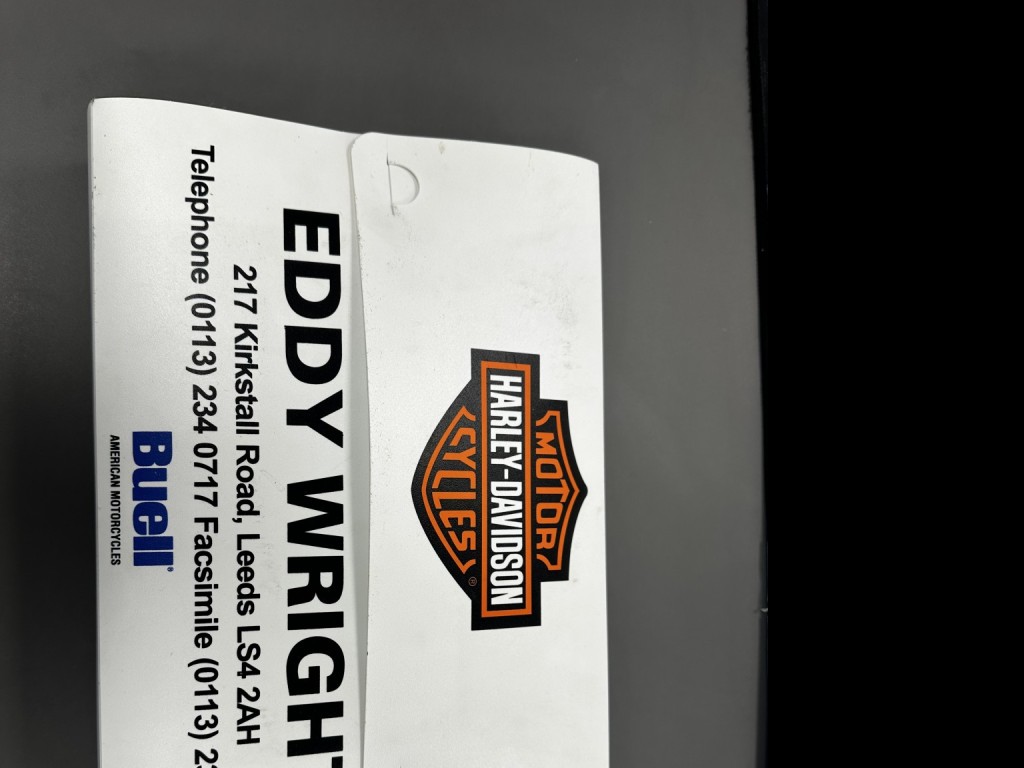 MOTOR
HARLEY-DAVIDSON
CYCLES ®
EDDY WRIGHT
217 Kirkstall Road, Leeds LS4 2AH
Telephone (0113) 234 0717 Facsimile (0113)
Buell®
AMERICAN MOTORCYCLES